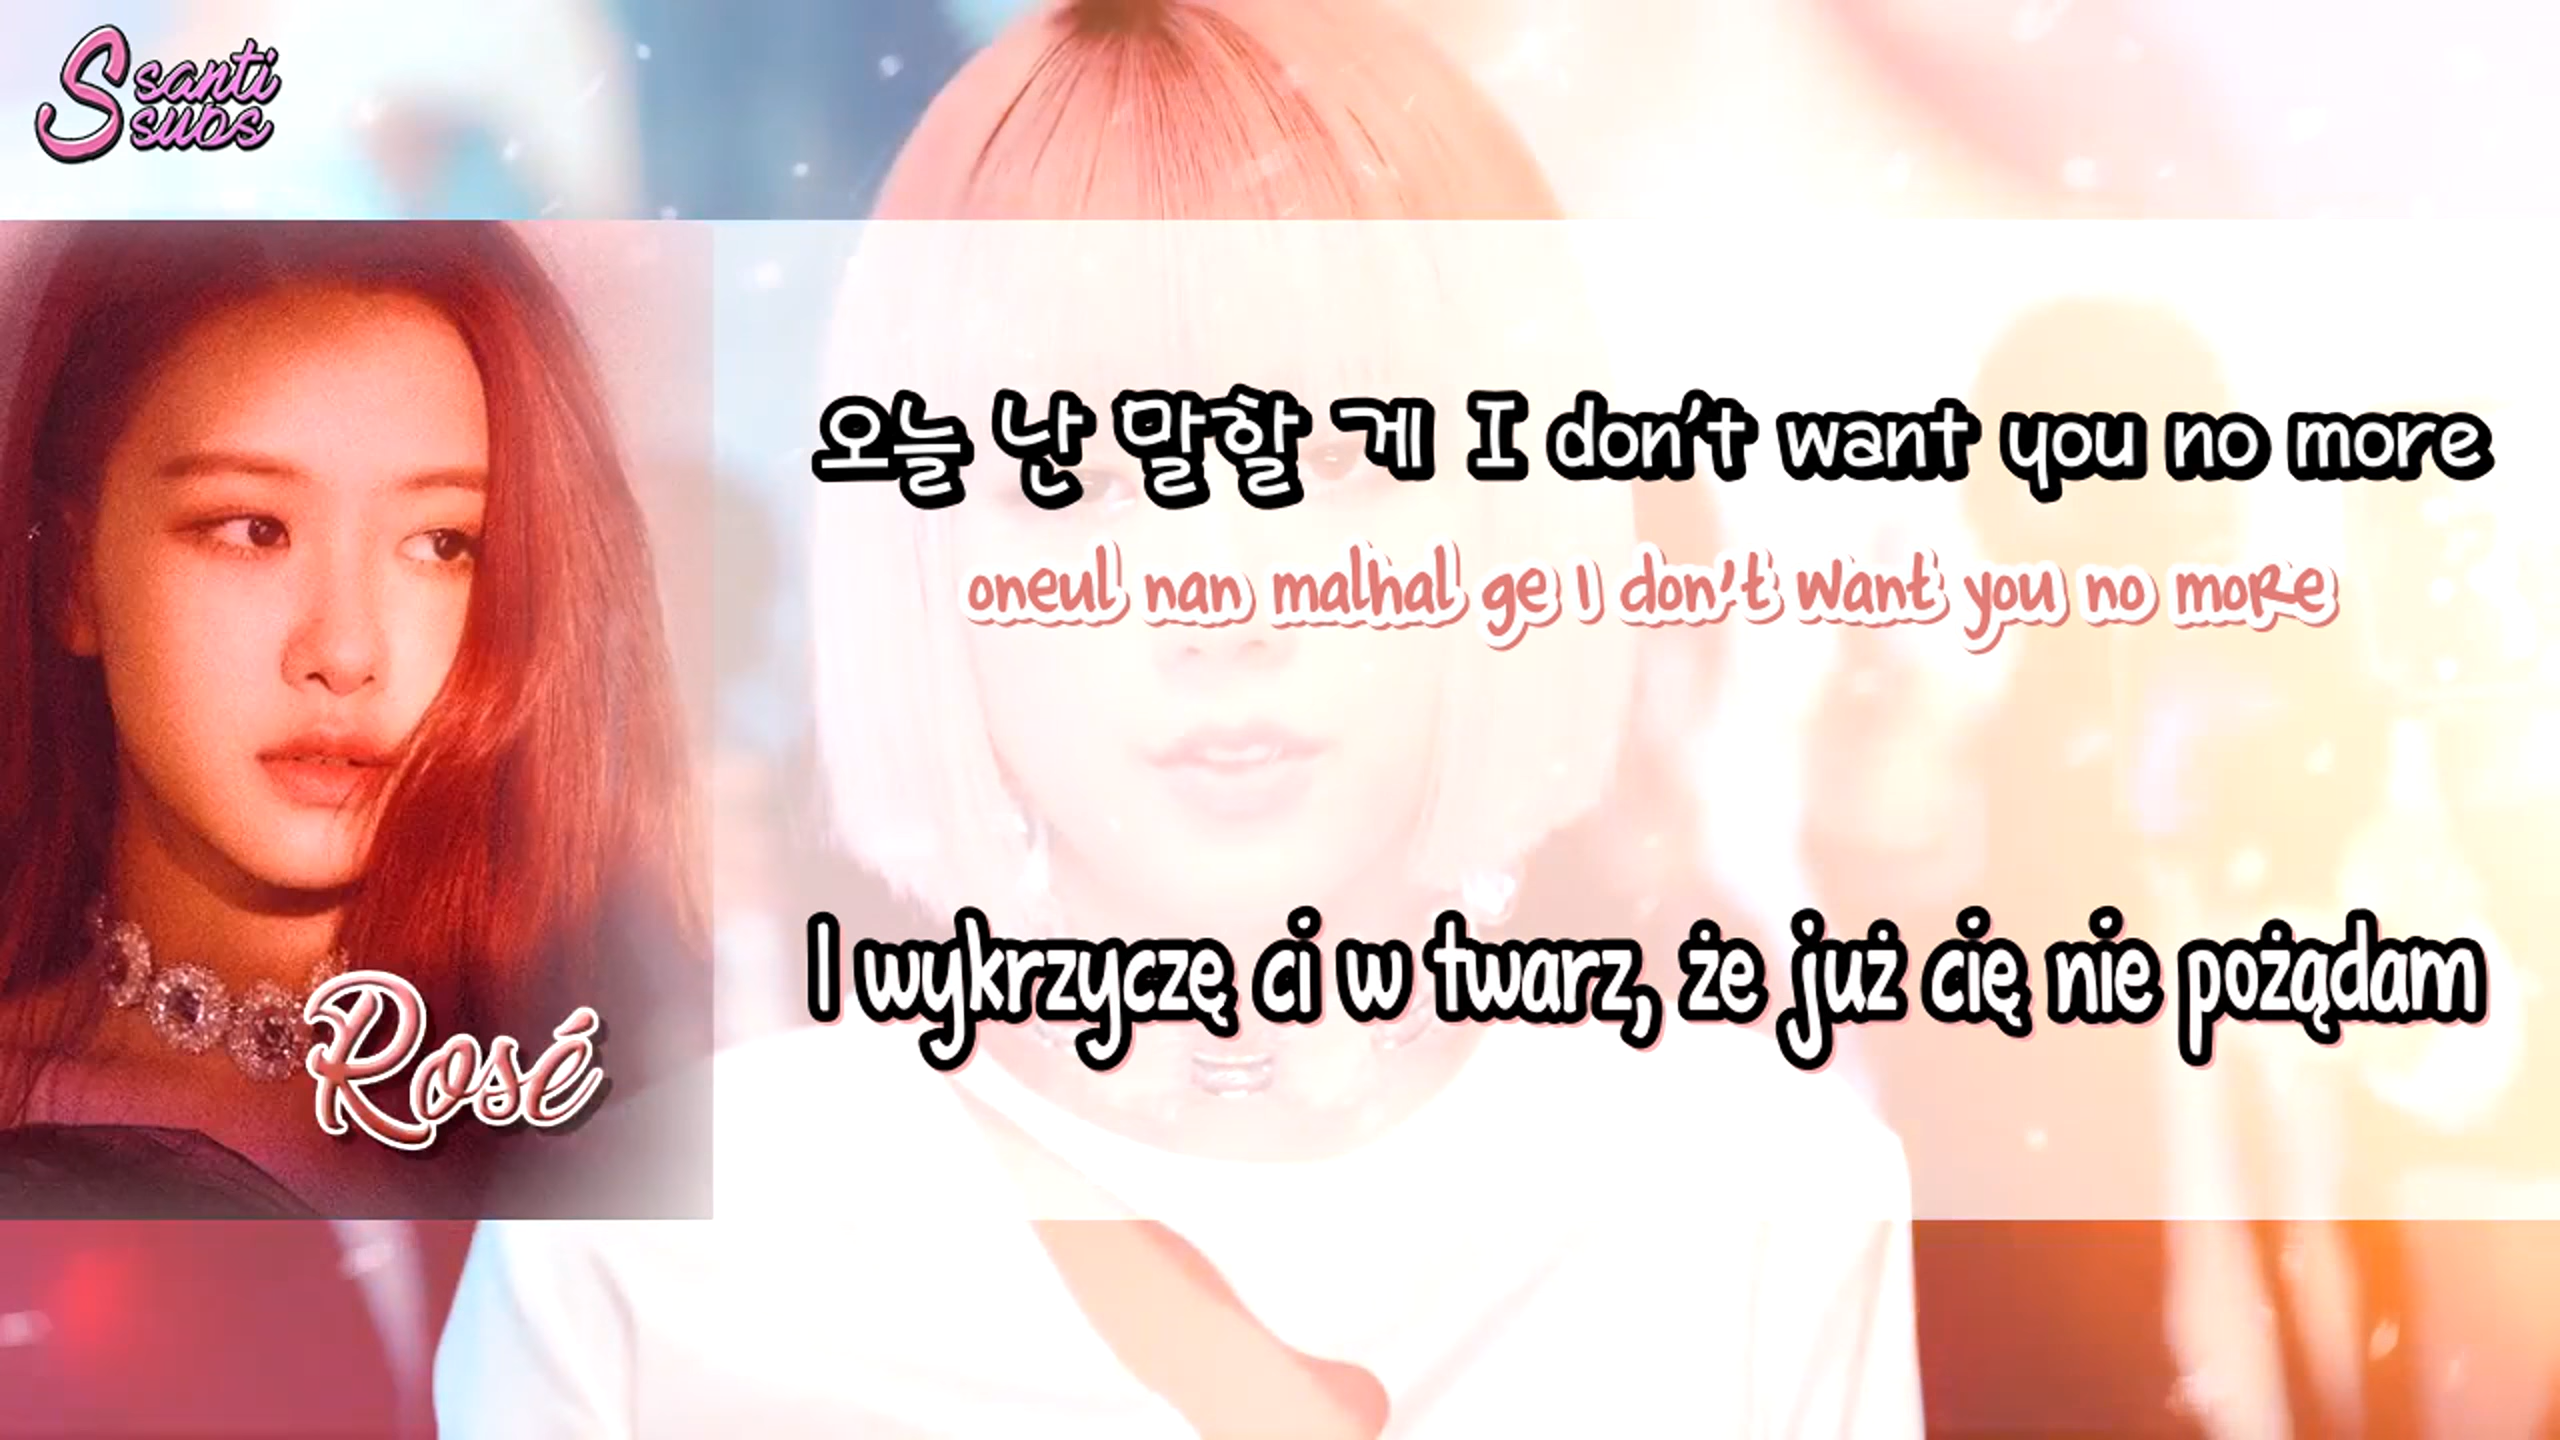 Ssanti
subs
오늘 난 말할 게 I don't want you no more
oneul nan malhal ge I don't want you no more
I wykrzyczę ci w twarz, że już cię nie pożądam
Rosé